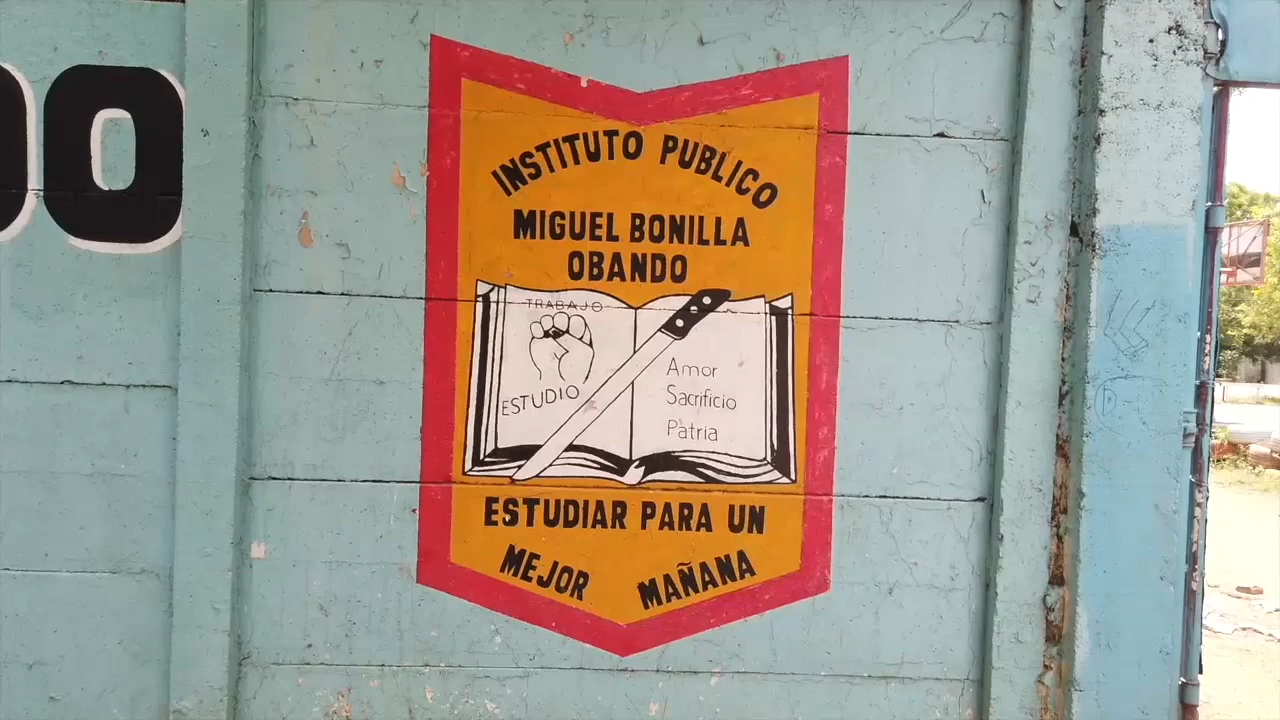 INSTITUTO PUBLICO
MIGUEL BONILLA
OBANDO
TRABAJO
ESTUDIO
Amor
Sacrificio
Patria
ESTUDIAR PARA UN
MEJOR MAÑANA